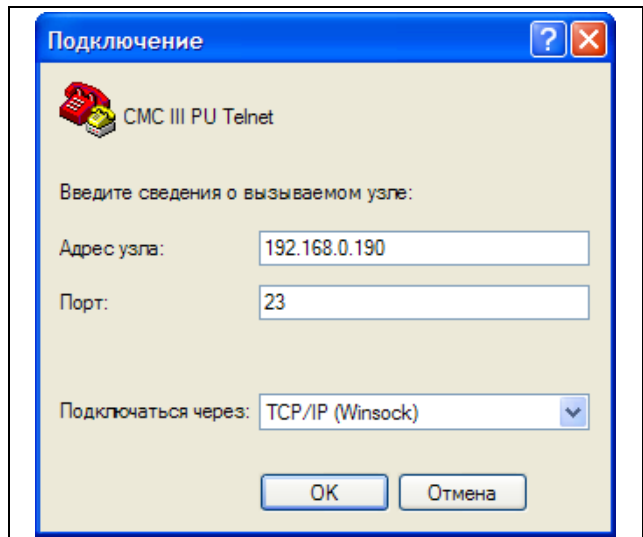 Подключение
CMC III PU Telnet
Введите сведения о вызываемом узле:
Адрес узла: 192.168.0.190
Порт: 23
Подключаться через: TCP/IP (Winsock)
OK Отмена